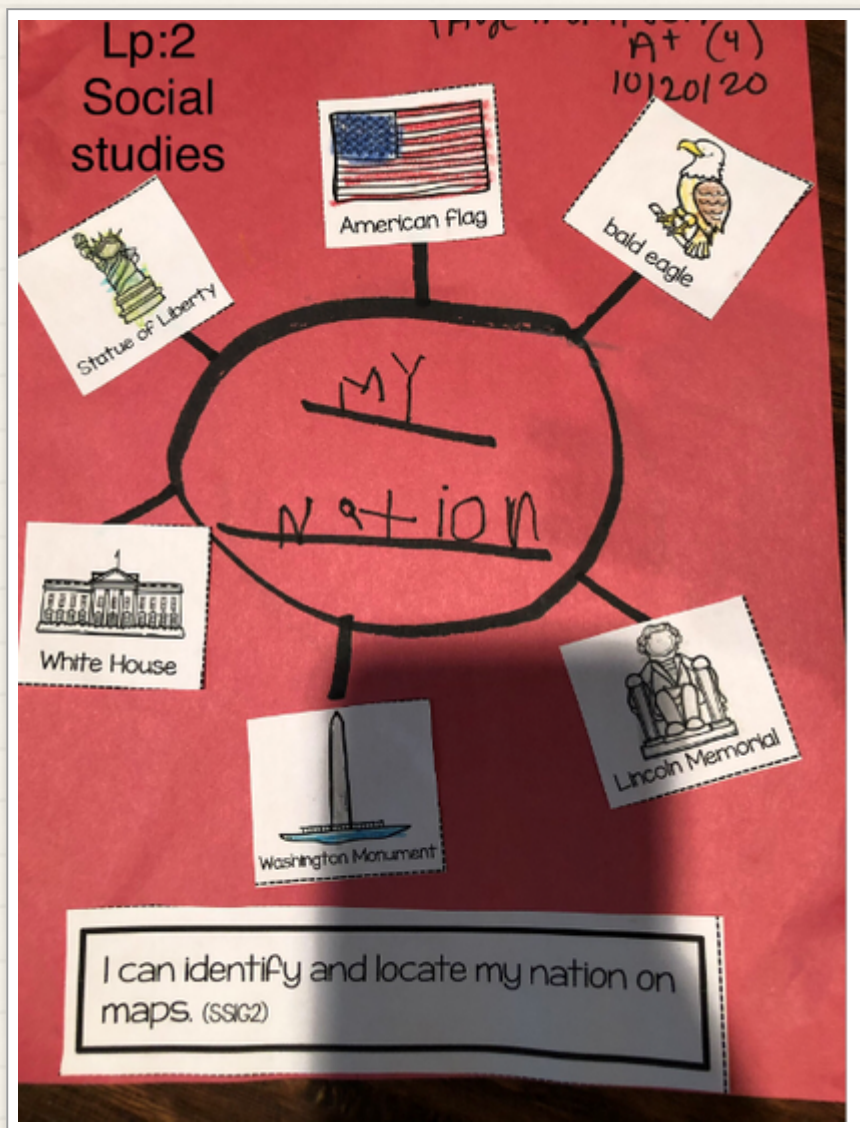 Lp:2
Social
studies
A+ (4)
10/20/20
American flag
bald eagle
Statue of Liberty
MY
Nation
White House
Lincoln Memorial
Washington Monument
I can identify and locate my nation on
maps. (SSIG2)